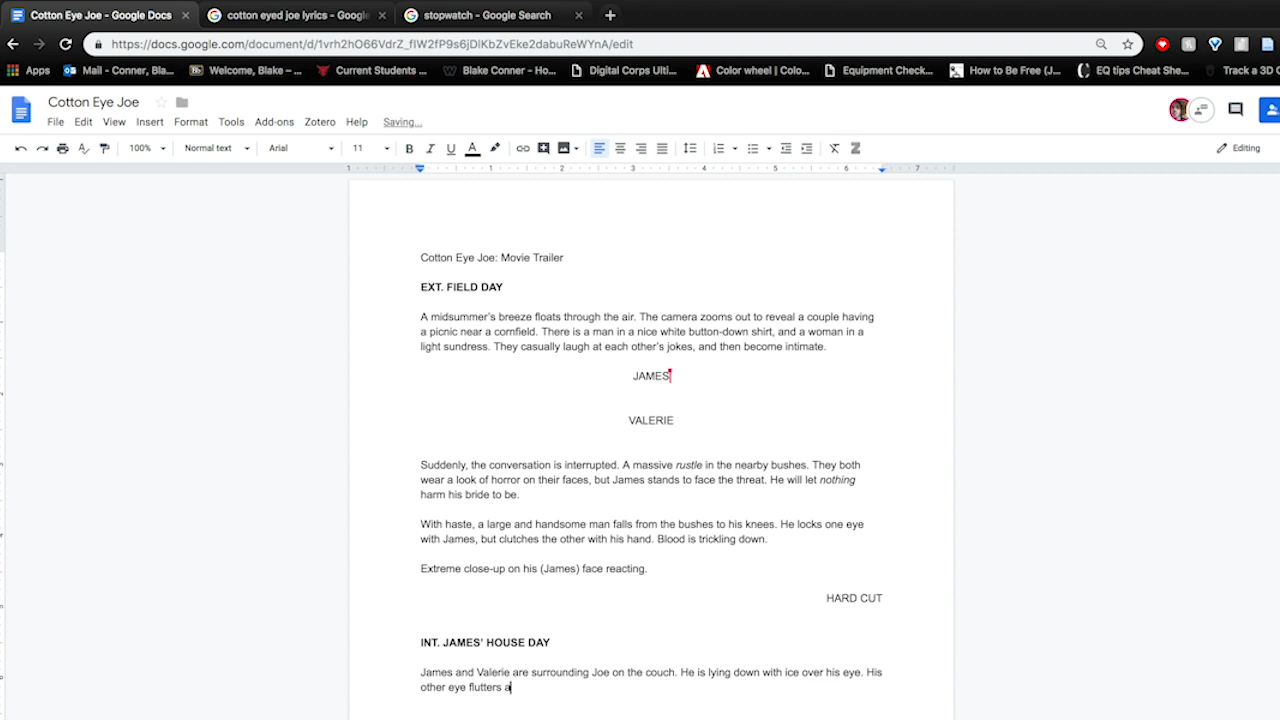 Cotton Eye Joe - Google Docs
cotton eyed joe lyrics - Google
stopwatch - Google Search
https://docs.google.com/document/d/1vrh2hO66VdrZ_fIW2fP9s6jDlKbZvEke2dabuReWYnA/edit
Apps Mail - Conner, Bla... Welcome, Blake – ... Current Students ... Blake Conner - Ho... Digital Corps Ulti... Color wheel | Colo... Equipment Check... How to Be Free (J... EQ tips Cheat She... Track a 3D
Cotton Eye Joe
File Edit View Insert Format Tools Add-ons Zotero Help Saving...
100% Normal text Arial 11 B I U A Editing
1 1 2 3 4 5 6 7
Cotton Eye Joe: Movie Trailer
EXT. FIELD DAY
A midsummer's breeze floats through the air. The camera zooms out to reveal a couple having
a picnic near a cornfield. There is a man in a nice white button-down shirt, and a woman in a
light sundress. They casually laugh at each other's jokes, and then become intimate.
JAMES
VALERIE
Suddenly, the conversation is interrupted. A massive rustle in the nearby bushes. They both
wear a look of horror on their faces, but James stands to face the threat. He will let nothing
harm his bride to be.
With haste, a large and handsome man falls from the bushes to his knees. He locks one eye
with James, but clutches the other with his hand. Blood is trickling down.
Extreme close-up on his (James) face reacting.
HARD CUT
INT. JAMES' HOUSE DAY
James and Valerie are surrounding Joe on the couch. He is lying down with ice over his eye. His
other eye flutters a